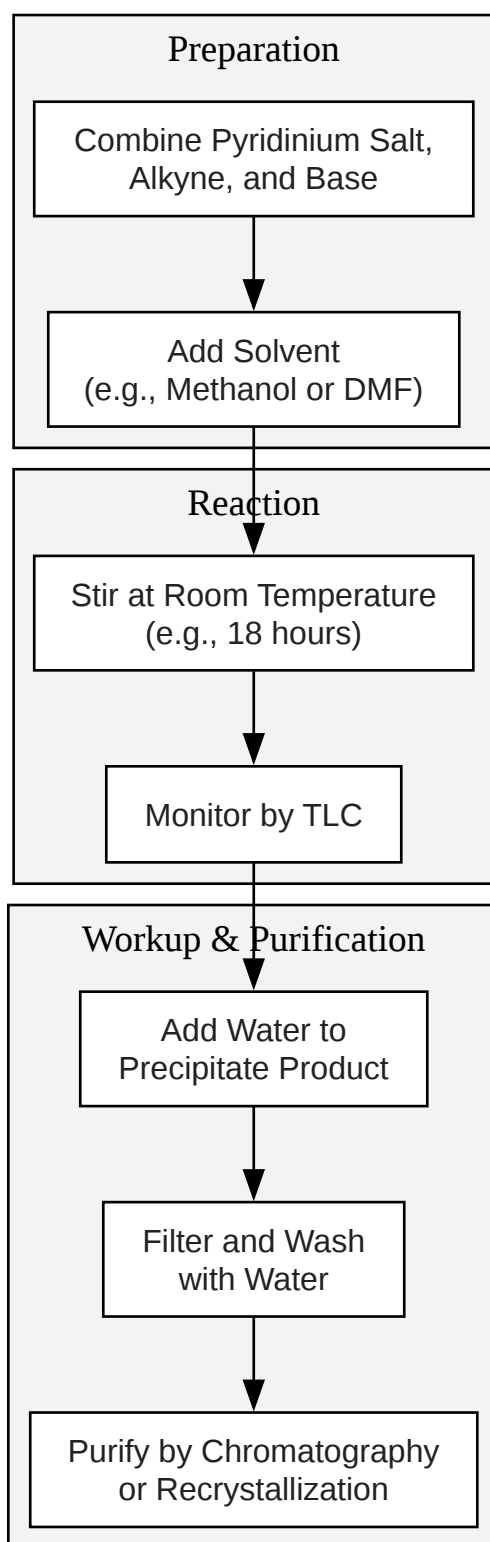 Preparation
Combine Pyridinium Salt,
Alkyne, and Base
Add Solvent
(e.g., Methanol or DMF)
Reaction
Stir at Room Temperature
(e.g., 18 hours)
Monitor by TLC
Workup & Purification
Add Water to
Precipitate Product
Filter and Wash
with Water
Purify by Chromatography
or Recrystallization